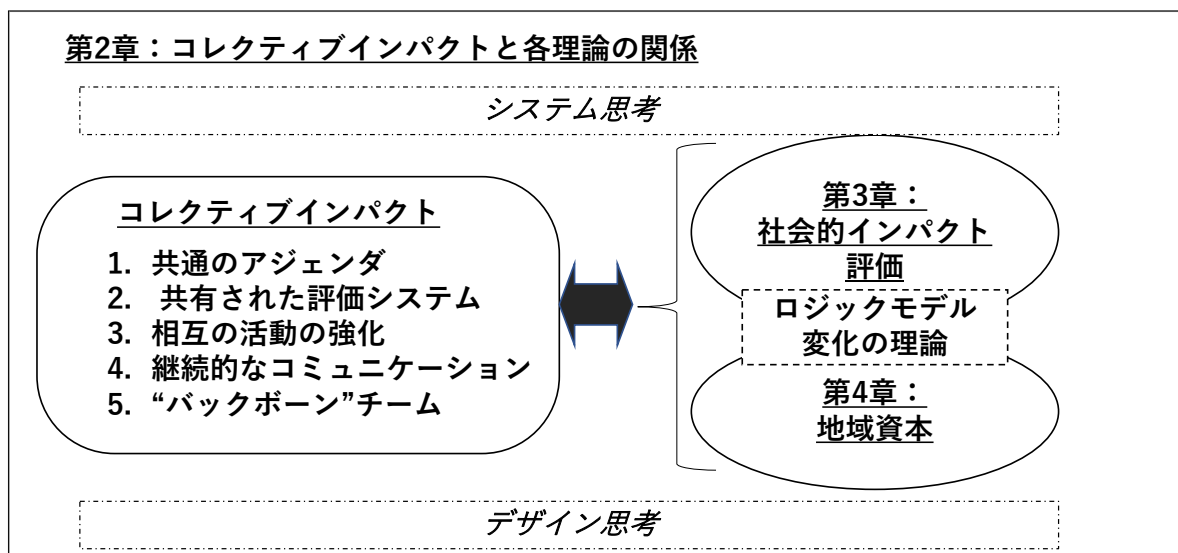 第2章：コレクティブインパクトと各理論の関係
システム思考
コレクティブインパクト
1. 共通のアジェンダ
2. 共有された評価システム
3. 相互の活動の強化
4. 継続的なコミュニケーション
5. “バックボーン”チーム
第3章：
社会的インパクト
評価
ロジックモデル
変化の理論
第4章：
地域資本
デザイン思考